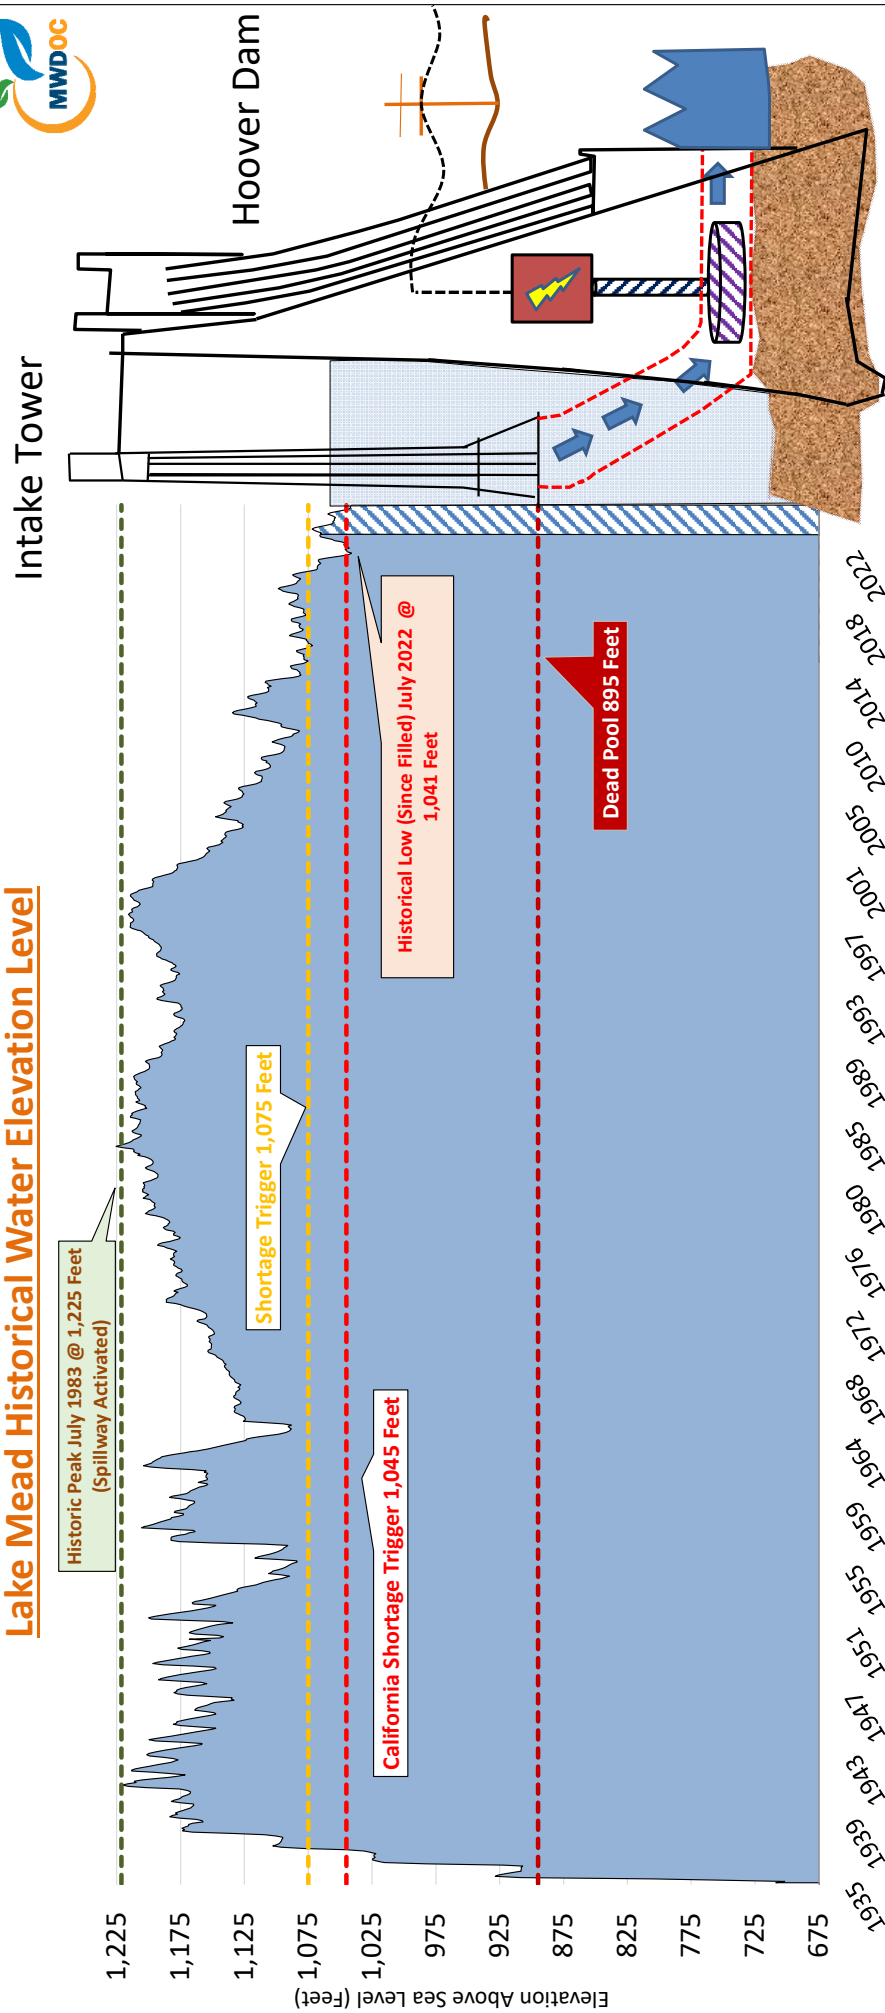 Lake Mead Historical Water Elevation Level
MWDOC
Intake Tower
Hoover Dam
Historic Peak July 1983 @ 1,225 Feet
(Spillway Activated)
Shortage Trigger 1,075 Feet
California Shortage Trigger 1,045 Feet
Historical Low (Since Filled) July 2022 @
1,041 Feet
Dead Pool 895 Feet
Elevation Above Sea Level (Feet)
1,225
1,175
1,125
1,075
1,025
975
925
875
825
775
725
675
1935
1939
1943
1947
1951
1955
1959
1964
1968
1972
1976
1980
1985
1989
1993
1997
2001
2005
2010
2014
2018
2022